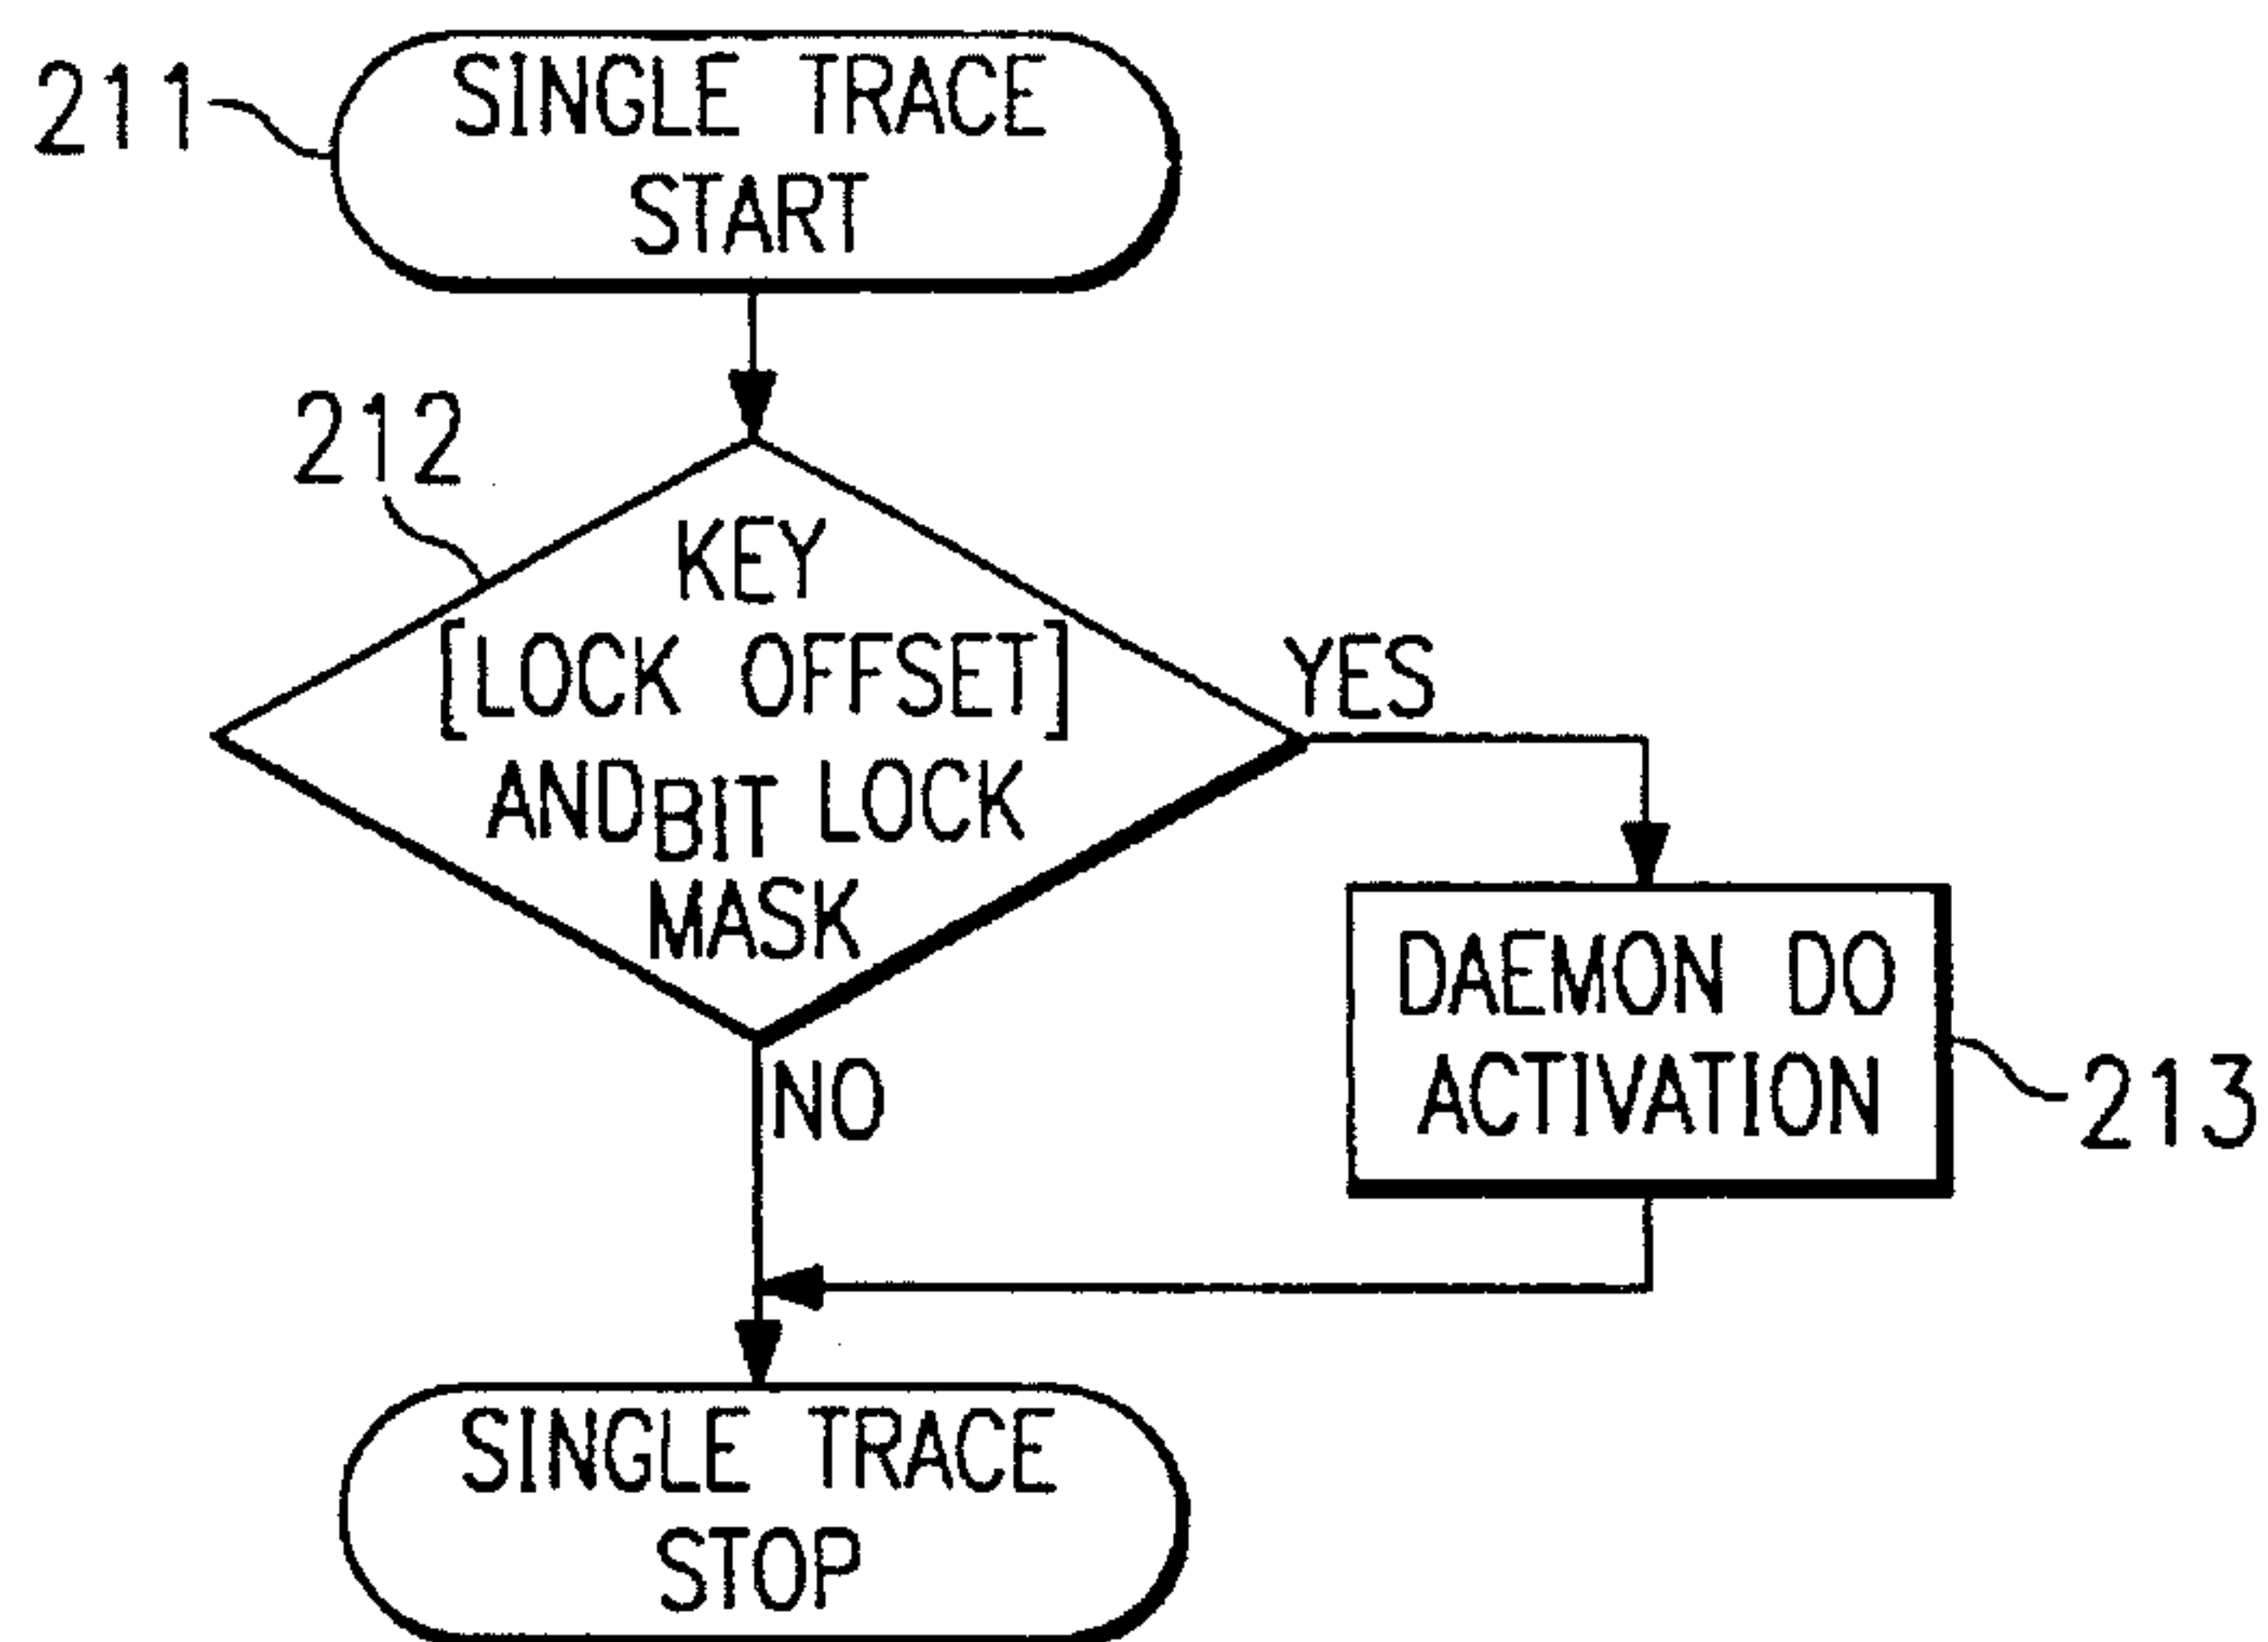 211
SINGLE TRACE
START
212
KEY
[LOCK OFFSET]
ANDBIT LOCK
MASK
YES
NO
DAEMON DO
ACTIVATION
213
SINGLE TRACE
STOP